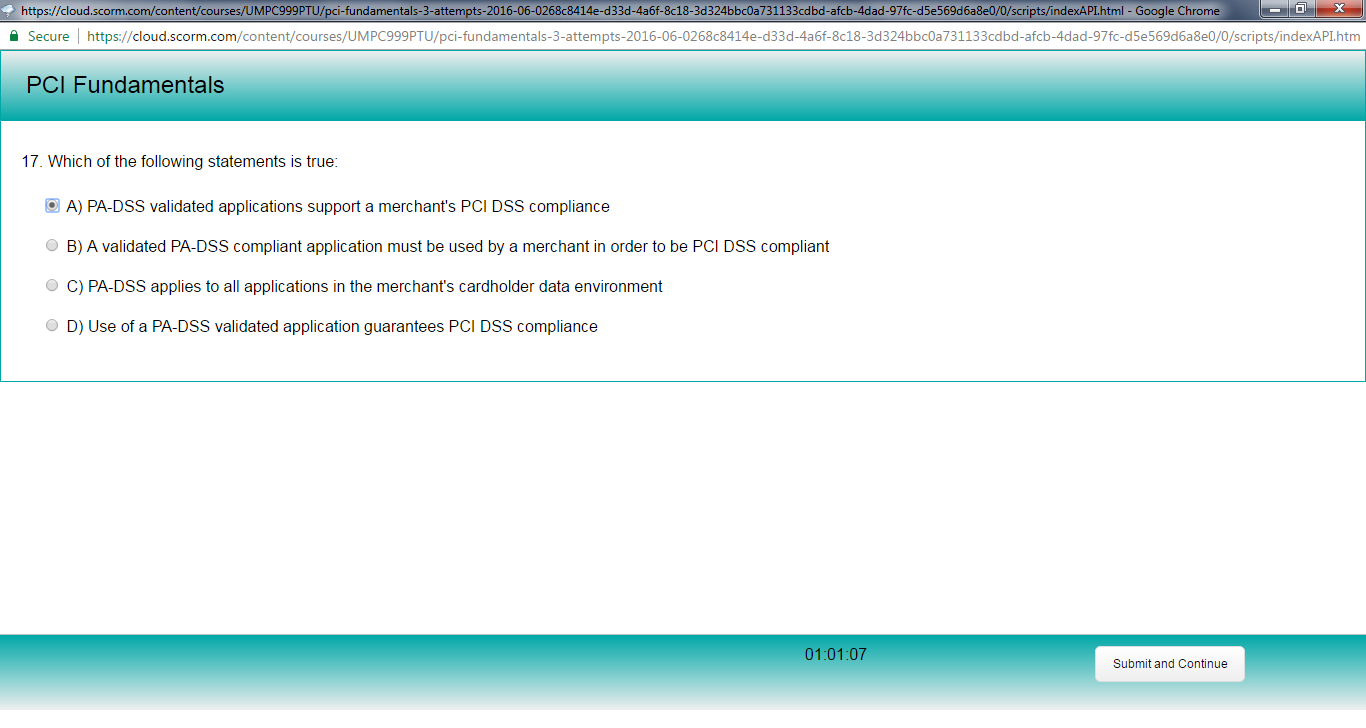 https://cloud.scorm.com/content/courses/UMPC999PTU/pci-fundamentals-3-attempts-2016-06-0268c8414e-d33d-4a6f-8c18-3d324bbc0a731133cdbd-afcb-4dad-97fc-d5e569d6a8e0/0/scripts/indexAPI.html - Google Chrome
Secure | https://cloud.scorm.com/content/courses/UMPC999PTU/pci-fundamentals-3-attempts-2016-06-0268c8414e-d33d-4a6f-8c18-3d324bbc0a731133cdbd-afcb-4dad-97fc-d5e569d6a8e0/0/scripts/indexAPI.htm
PCI Fundamentals
17. Which of the following statements is true:
A) PA-DSS validated applications support a merchant's PCI DSS compliance
B) A validated PA-DSS compliant application must be used by a merchant in order to be PCI DSS compliant
C) PA-DSS applies to all applications in the merchant's cardholder data environment
D) Use of a PA-DSS validated application guarantees PCI DSS compliance
01:01:07
Submit and Continue